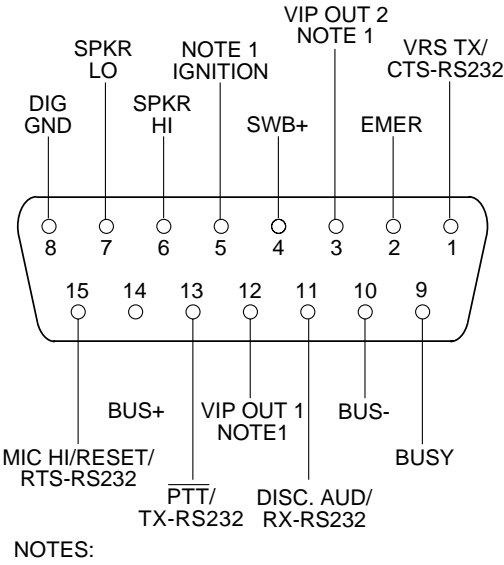 VIP OUT 2
NOTE 1
SPKR
LO
NOTE 1
IGNITION
VRS TX/
CTS-RS232
DIG
GND
SPKR
HI
SWB+
EMER
8 7 6 5 4 3 2 1
15 14 13 12 11 10 9
BUS+
VIP OUT 1
NOTE1
BUS-
MIC HI/RESET/
RTS-RS232
BUSY
PTT/
TX-RS232
DISC. AUD/
RX-RS232
NOTES: